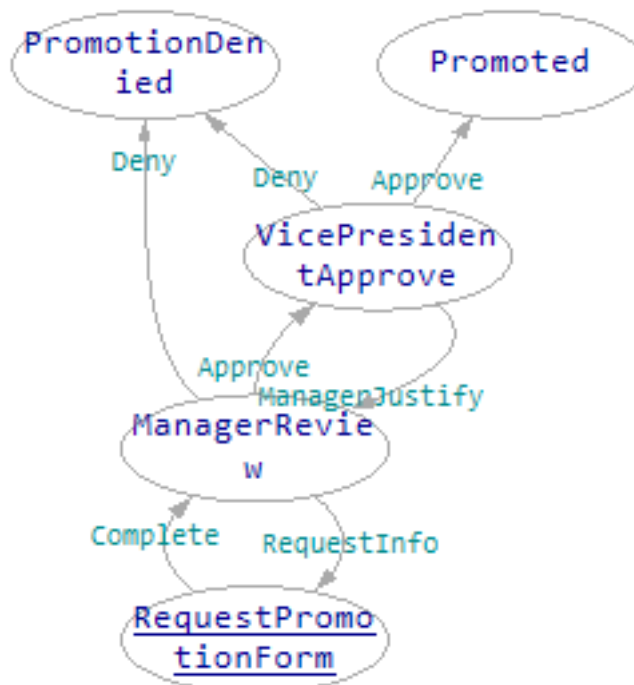 PromotionDen
ied
Promoted
Deny
Deny
Approve
VicePresiden
tApprove
Approve
ManagerJustify
ManagerRevie
w
Complete
RequestInfo
RequestPromo
tionForm